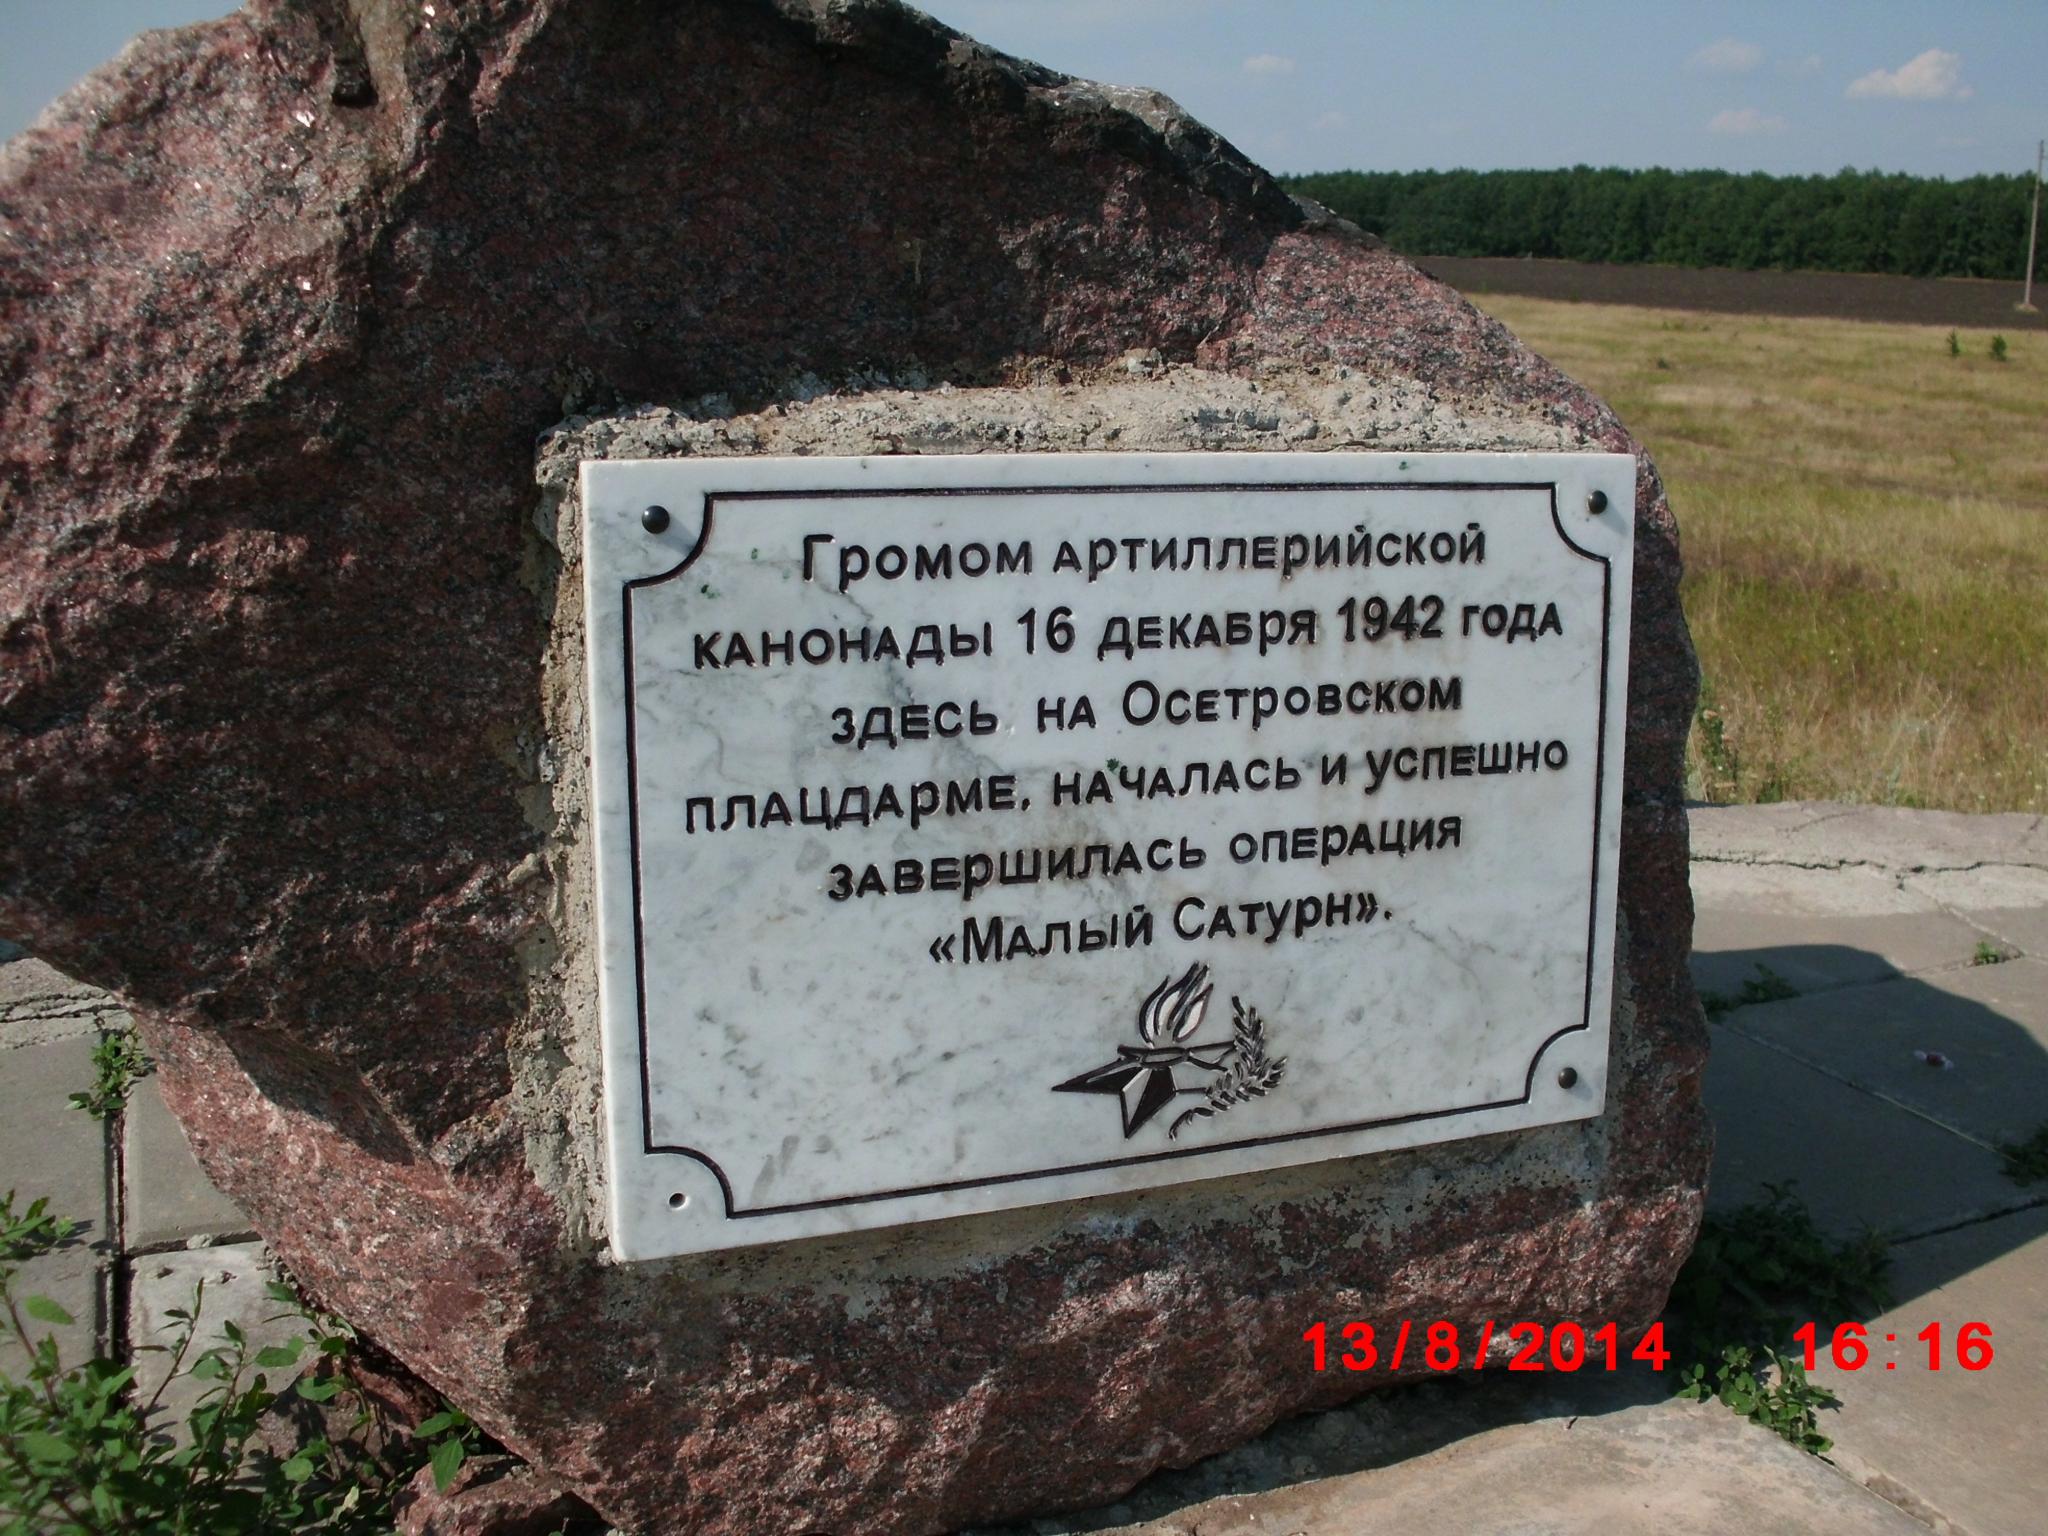 Громом артиллерийской
канонады 16 декабря 1942 года
здесь на Осетровском
плацдарме, началась и успешно
завершилась операция
«Малый Сатурн».
13/8/2014 16:16